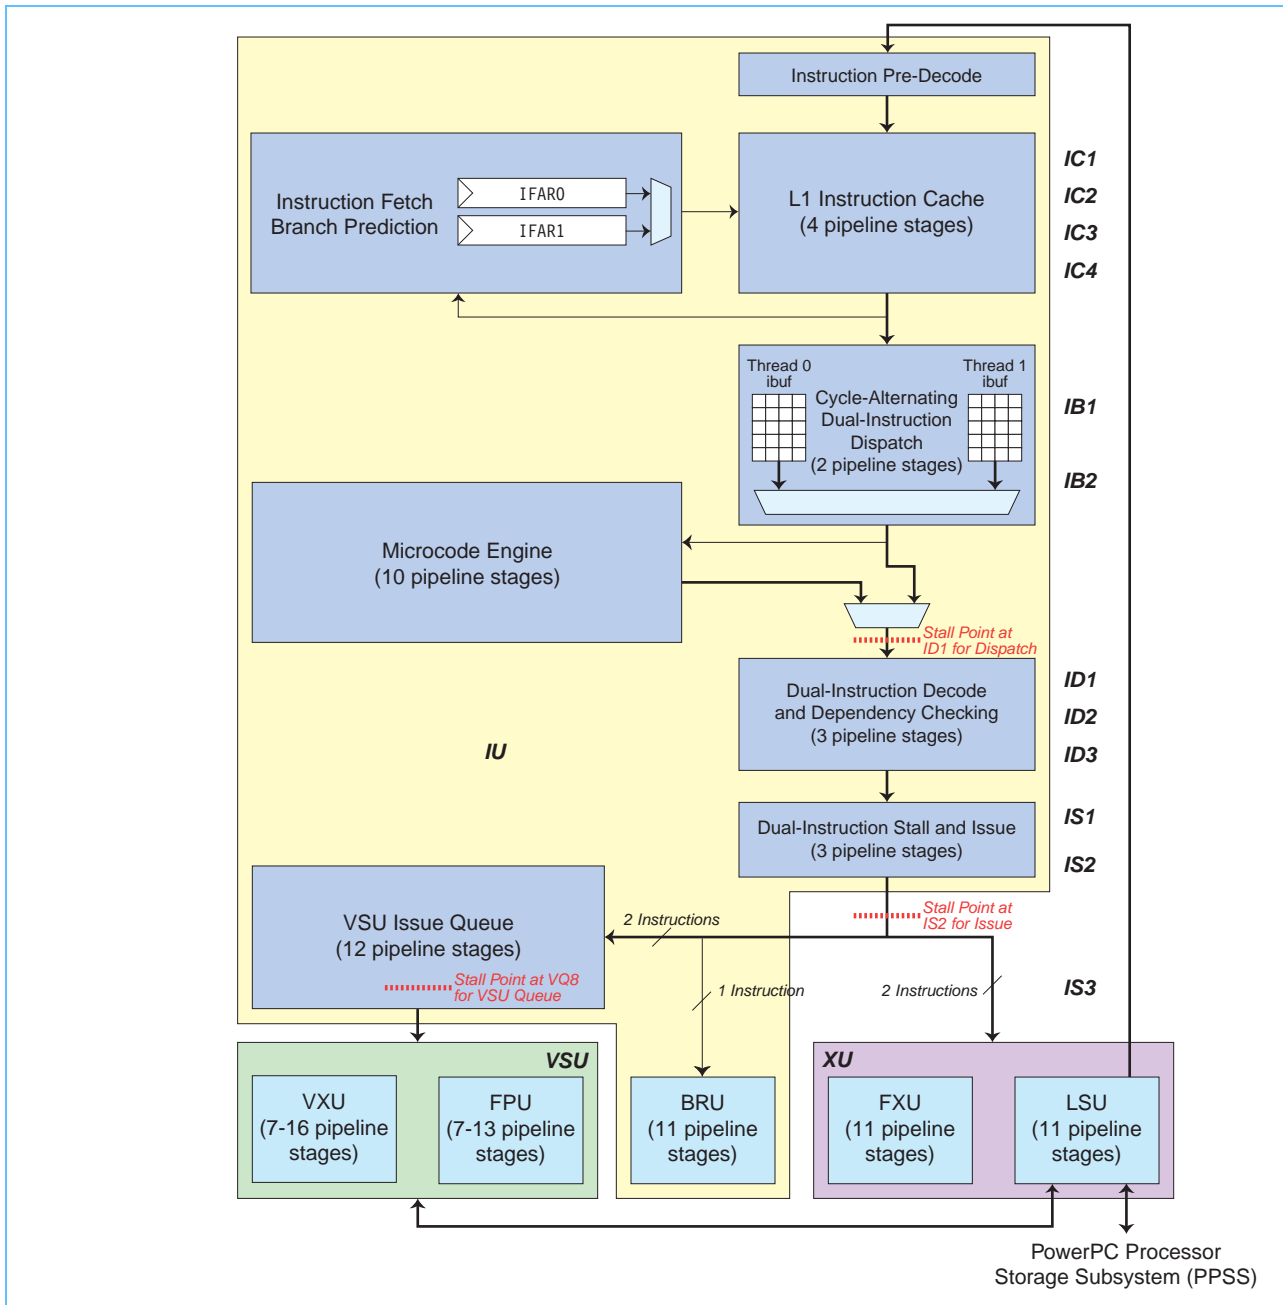 Instruction Pre-Decode
Instruction Fetch
Branch Prediction
IFAR0
IFAR1
L1 Instruction Cache
(4 pipeline stages)
IC1
IC2
IC3
IC4
Thread 0
ibuf
Thread 1
ibuf
Cycle-Alternating
Dual-Instruction
Dispatch
(2 pipeline stages)
IB1
IB2
Microcode Engine
(10 pipeline stages)
Stall Point at
ID1 for Dispatch
Dual-Instruction Decode
and Dependency Checking
(3 pipeline stages)
ID1
ID2
ID3
IU
Dual-Instruction Stall and Issue
(3 pipeline stages)
IS1
IS2
VSU Issue Queue
(12 pipeline stages)
Stall Point at VQ8
for VSU Queue
2 Instructions
Stall Point at
IS2 for Issue
1 Instruction
2 Instructions
IS3
VSU
VXU
(7-16 pipeline
stages)
FPU
(7-13 pipeline
stages)
BRU
(11 pipeline
stages)
XU
FXU
(11 pipeline
stages)
LSU
(11 pipeline
stages)
PowerPC Processor
Storage Subsystem (PPSS)